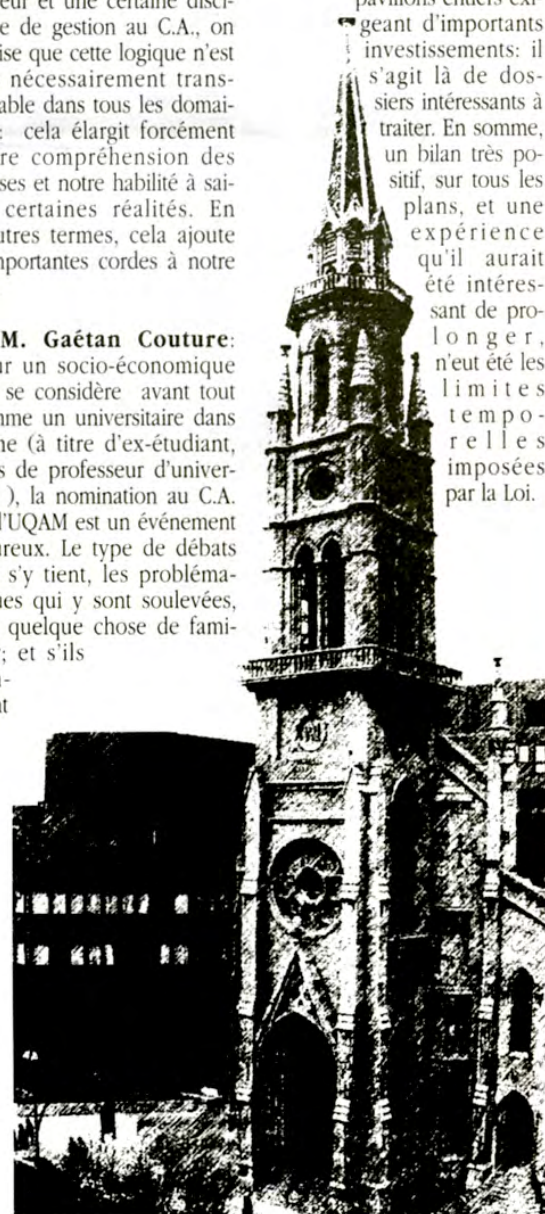 eur et une certaine disci-
e de gestion au C.A., on
ise que cette logique n'est
nécessairement trans-
able dans tous les domai-
: cela élargit forcément
re compréhension des
ses et notre habilité à sai-
certaines réalités. En
utres termes, cela ajoute
mportantes cordes à notre
M. Gaétan Couture:
ur un socio-économique
se considère avant tout
mme un universitaire dans
ne (à titre d'ex-étudiant,
s de professeur d'univer-
), la nomination au C.A.
l'UQAM est un événement
ureux. Le type de débats
s'y tient, les probléma-
ues qui y sont soulevées,
quelque chose de fami-
; et s'ils
nt
pavillons entiers exi-
geant d'importants
investissements: il
s'agit là de dos-
siers intéressants à
traiter. En somme,
un bilan très po-
sitif, sur tous les
plans, et une
expérience
qu'il aurait
été intéres-
sant de pro-
longer,
n'eut été les
limites
tempo-
relles
imposées
par la Loi.